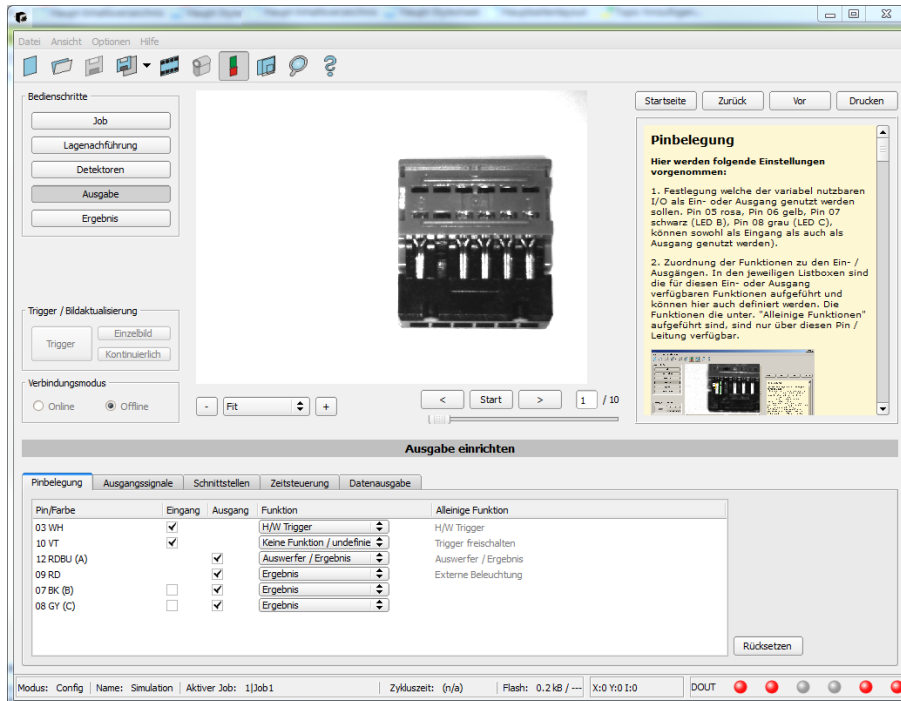 Datei Ansicht Optionen Hilfe
Bedienschritte
Job
Lagenachführung
Detektoren
Ausgabe
Ergebnis
Trigger / Bildaktualisierung
Trigger
Einzelbild
Kontinuierlich
Verbindungsmodus
Online Offline
- Fit +
< Start > 1 / 10
Startseite Zurück Vor Drucken
Pinbelegung
Hier werden folgende Einstellungen
vorgenommen:
1. Festlegung welche der variabel nutzbaren
I/O als Ein- oder Ausgang genutzt werden
sollen. Pin 05 rosa, Pin 06 gelb, Pin 07
schwarz (LED B), Pin 08 grau (LED C),
können sowohl als Eingang als auch als
Ausgang genutzt werden).
2. Zuordnung der Funktionen zu den Ein- /
Ausgängen. In den jeweiligen Listboxen sind
die für diesen Ein- oder Ausgang
verfügbaren Funktionen aufgeführt und
können hier auch definiert werden. Die
Funktionen die unter. "Alleinige Funktionen"
aufgeführt sind, sind nur über diesen Pin /
Leitung verfügbar.
Ausgabe einrichten
Pinbelegung Ausgangssignale Schnittstellen Zeitsteuerung Datenausgabe
Pin/Farbe Eingang Ausgang Funktion Alleinige Funktion
03 WH H/W Trigger H/W Trigger
10 VT Keine Funktion / undefinie Trigger freischalten
12 RDBU (A) Auswerfer / Ergebnis Auswerfer / Ergebnis
09 RD Ergebnis Externe Beleuchtung
07 BK (B) Ergebnis
08 GY (C) Ergebnis
Rücksetzen
Modus: Config Name: Simulation Aktiver Job: 1|Job1 Zykluszeit: (n/a) Flash: 0.2 kB / --- X:0 Y:0 I:0 DOUT